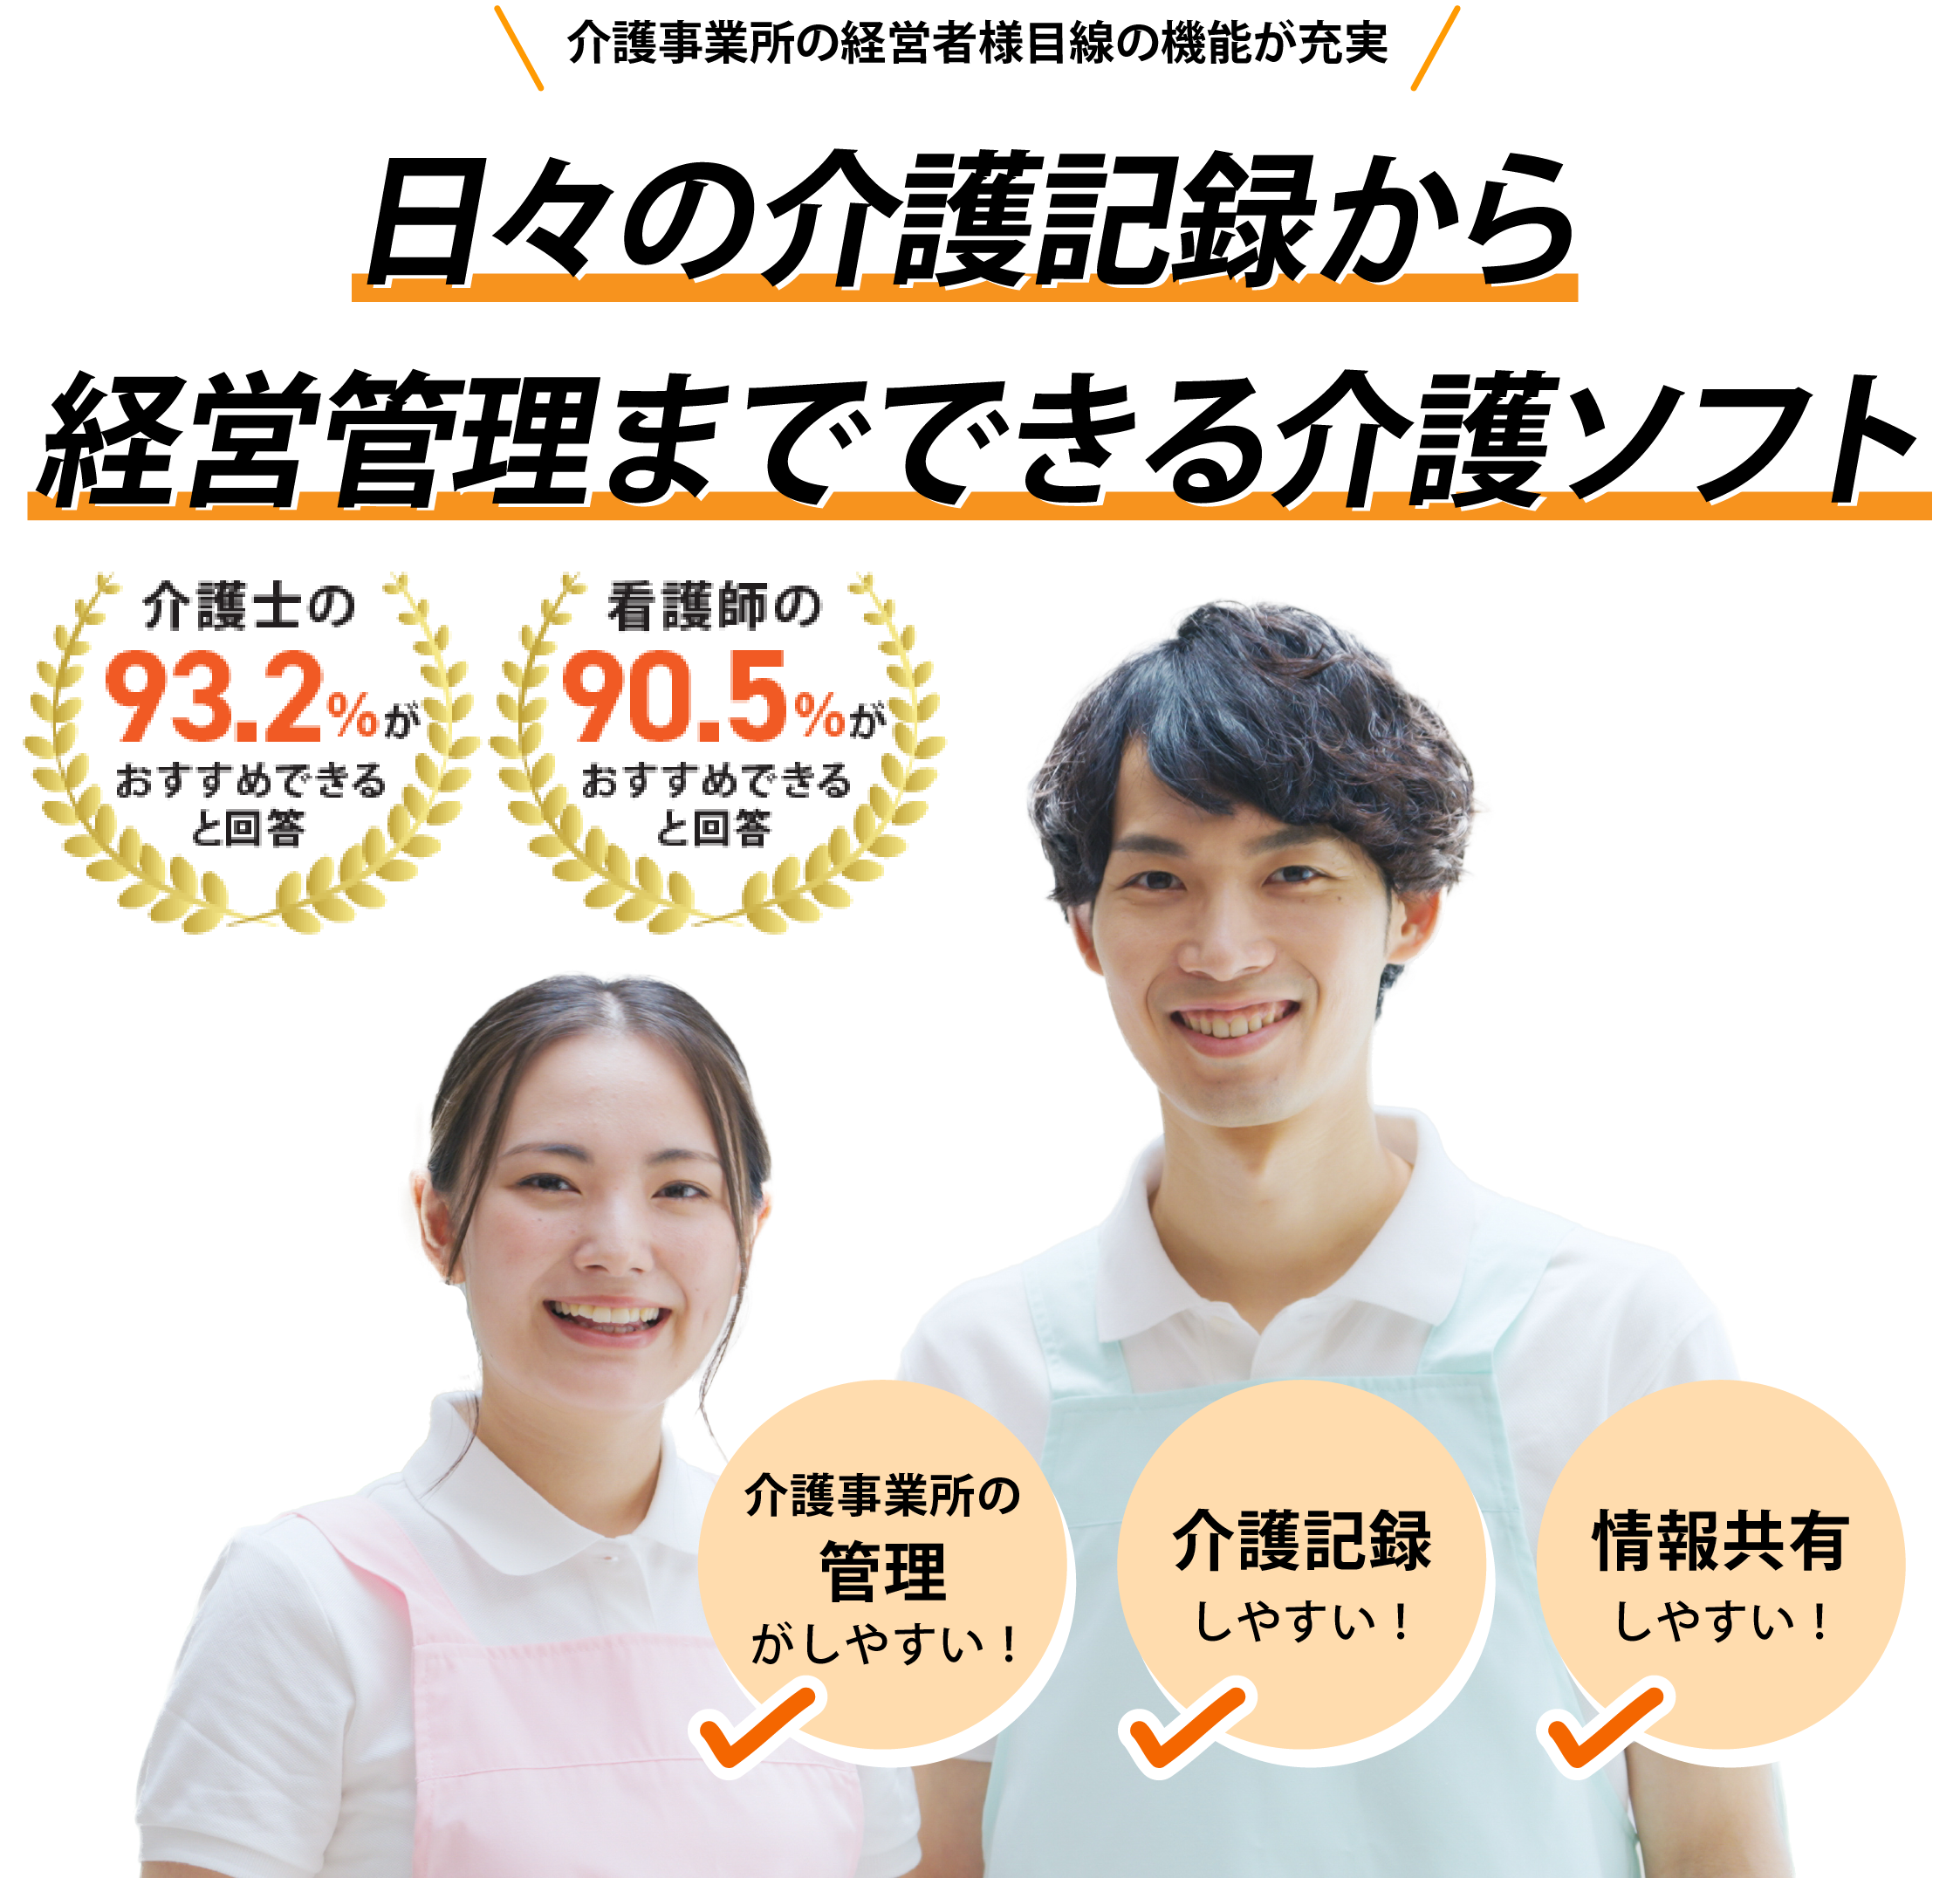 介護事業所の経営者様目線の機能が充実
日々の介護記録から
経営管理までできる介護ソフト
介護士の
93.2%が
おすすめできる
と回答
看護師の
90.5%が
おすすめできる
と回答
介護事業所の
管理
がしやすい！
介護記録
しやすい！
情報共有
しやすい！